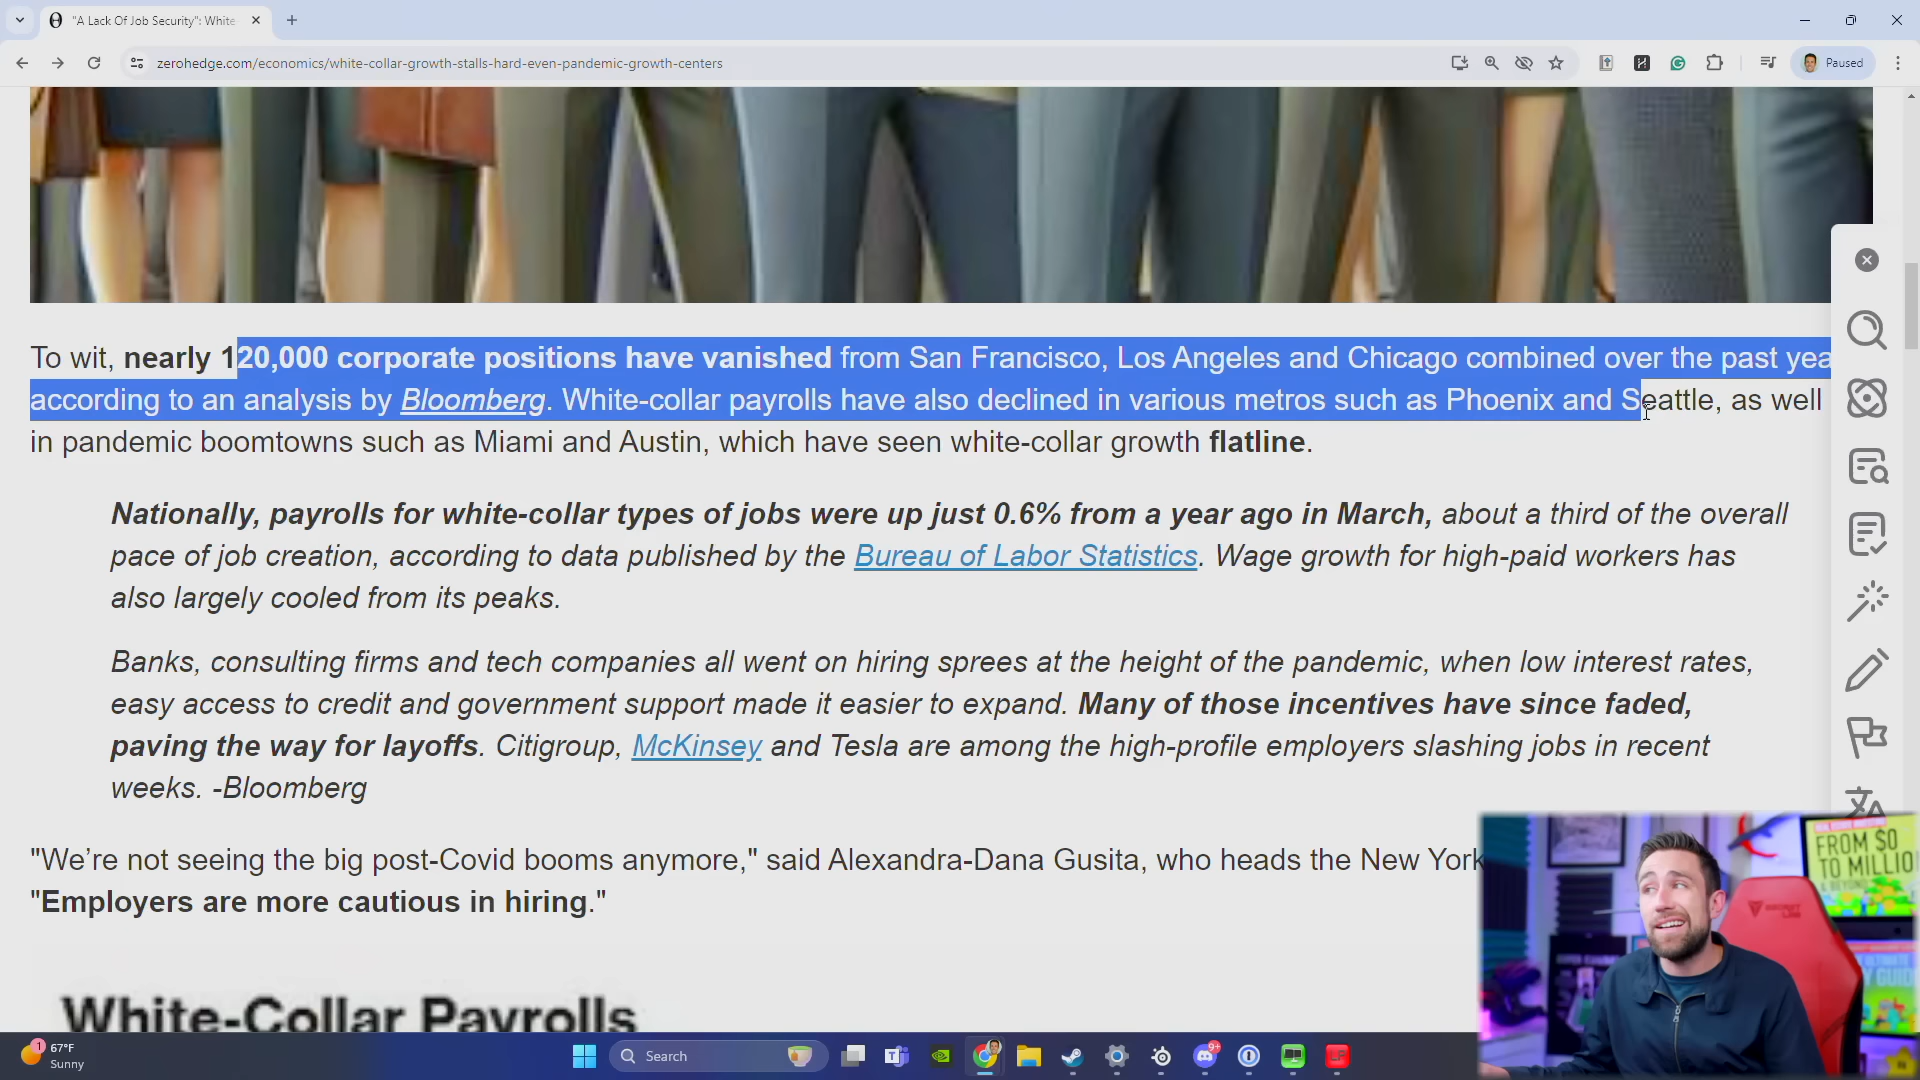 "A Lack Of Job Security": White-
zerohedge.com/economics/white-collar-growth-stalls-hard-even-pandemic-growth-centers
Paused
To wit, nearly 120,000 corporate positions have vanished from San Francisco, Los Angeles and Chicago combined over the past yea
according to an analysis by Bloomberg. White-collar payrolls have also declined in various metros such as Phoenix and Seattle, as well
in pandemic boomtowns such as Miami and Austin, which have seen white-collar growth flatline.
Nationally, payrolls for white-collar types of jobs were up just 0.6% from a year ago in March, about a third of the overall
pace of job creation, according to data published by the Bureau of Labor Statistics. Wage growth for high-paid workers has
also largely cooled from its peaks.
Banks, consulting firms and tech companies all went on hiring sprees at the height of the pandemic, when low interest rates,
easy access to credit and government support made it easier to expand. Many of those incentives have since faded,
paving the way for layoffs. Citigroup, McKinsey and Tesla are among the high-profile employers slashing jobs in recent
weeks. -Bloomberg
"We're not seeing the big post-Covid booms anymore," said Alexandra-Dana Gusita, who heads the New York
"Employers are more cautious in hiring."
White-Collar Payrolls
FROM $0
TO MILLIO
1
67°F
Sunny
Search
9+